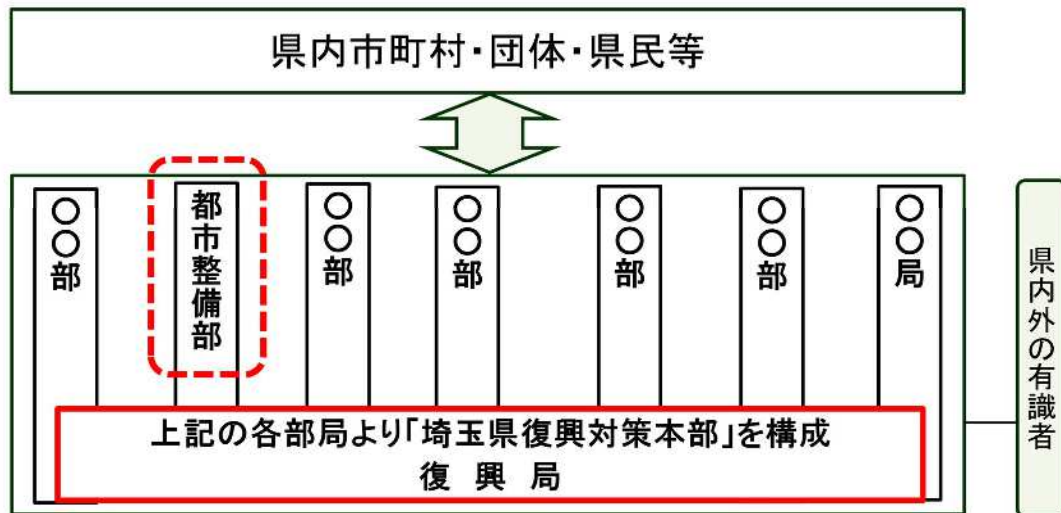 県内市町村・団体・県民等
〇〇部
都市整備部
〇〇部
〇〇部
〇〇部
〇〇部
〇〇局
県内外の有識者
上記の各部局より「埼玉県復興対策本部」を構成
復 興 局